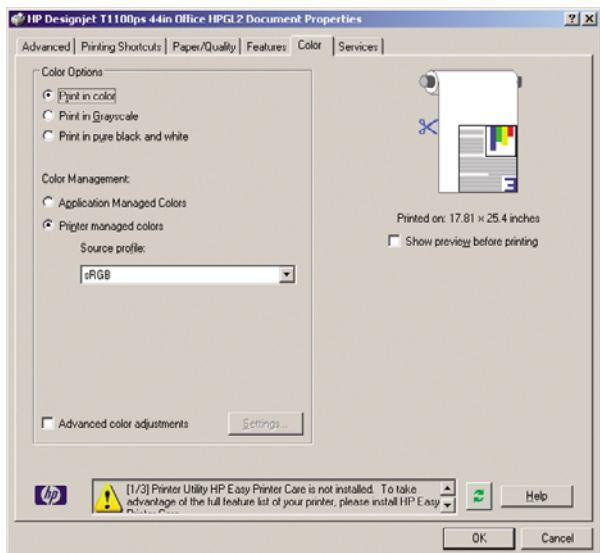 HP Designjet T1100ps 44in Office HPGL2 Document Properties
Advanced Printing Shortcuts Paper/Quality Features Color Services
Color Options
Print in color
Print in Grayscale
Print in pure black and white
Color Management:
Application Managed Colors
Printer managed colors
Source profile:
sRGB
Advanced color adjustments
Settings...
Printed on: 17.81 × 25.4 inches
Show preview before printing
hp
[1/3] Printer Utility HP Easy Printer Care is not installed. To take
advantage of the full feature list of your printer, please install HP Easy
Printer Care
Help
OK Cancel